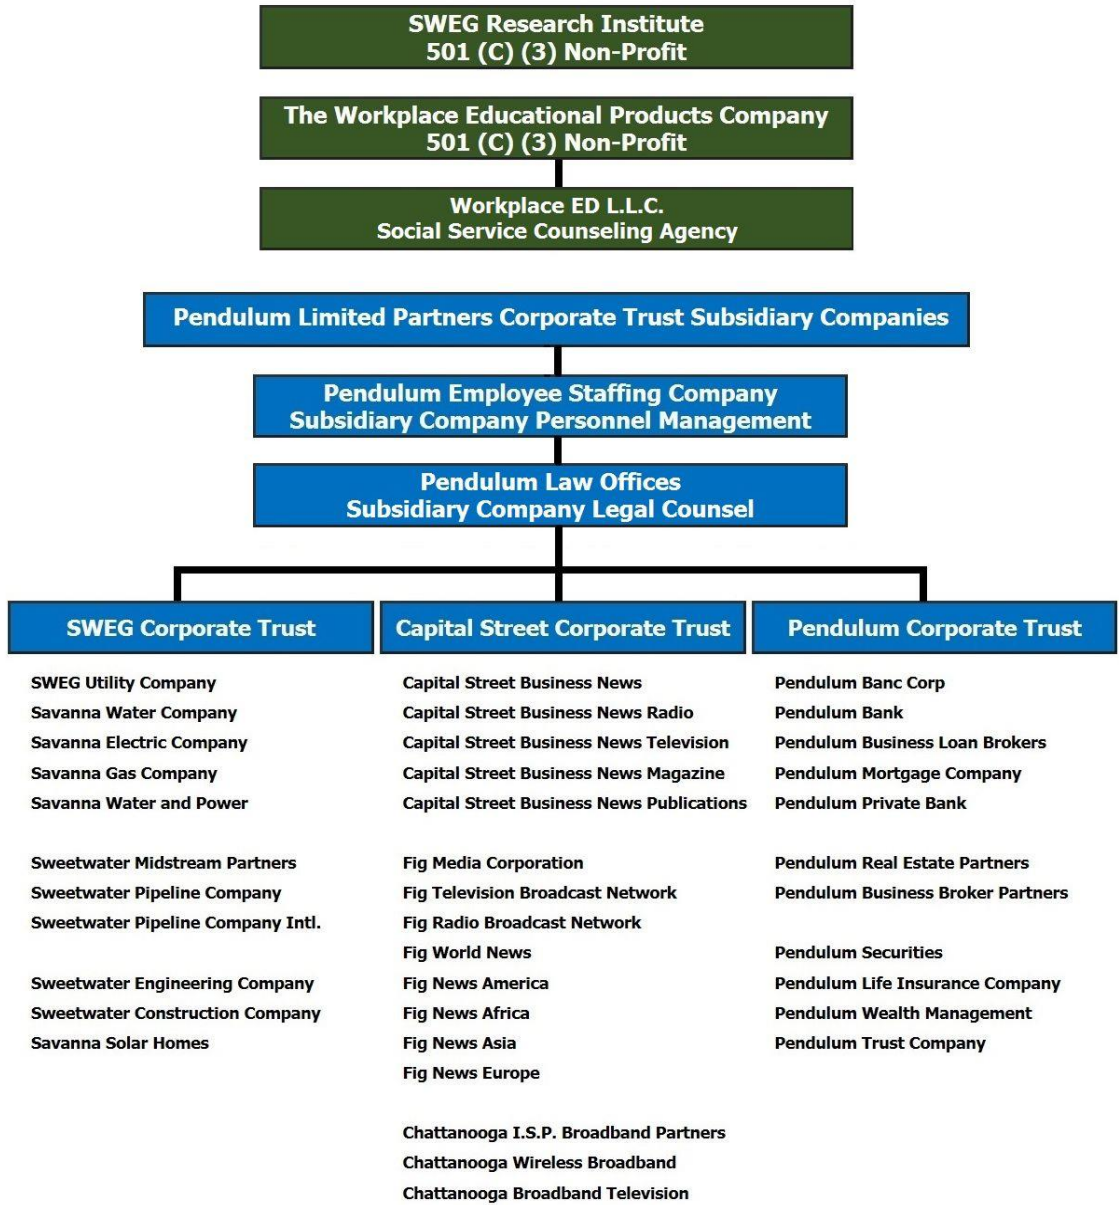 SWEG Research Institute
501 (C) (3) Non-Profit
The Workplace Educational Products Company
501 (C) (3) Non-Profit
Workplace ED L.L.C.
Social Service Counseling Agency
Pendulum Limited Partners Corporate Trust Subsidiary Companies
Pendulum Employee Staffing Company
Subsidiary Company Personnel Management
Pendulum Law Offices
Subsidiary Company Legal Counsel
SWEG Corporate Trust
SWEG Utility Company
Savanna Water Company
Savanna Electric Company
Savanna Gas Company
Savanna Water and Power
Sweetwater Midstream Partners
Sweetwater Pipeline Company
Sweetwater Pipeline Company Intl.
Sweetwater Engineering Company
Sweetwater Construction Company
Savanna Solar Homes
Capital Street Corporate Trust
Capital Street Business News
Capital Street Business News Radio
Capital Street Business News Television
Capital Street Business News Magazine
Capital Street Business News Publications
Fig Media Corporation
Fig Television Broadcast Network
Fig Radio Broadcast Network
Fig World News
Fig News America
Fig News Africa
Fig News Asia
Fig News Europe
Chattanooga I.S.P. Broadband Partners
Chattanooga Wireless Broadband
Chattanooga Broadband Television
Pendulum Corporate Trust
Pendulum Banc Corp
Pendulum Bank
Pendulum Business Loan Brokers
Pendulum Mortgage Company
Pendulum Private Bank
Pendulum Real Estate Partners
Pendulum Business Broker Partners
Pendulum Securities
Pendulum Life Insurance Company
Pendulum Wealth Management
Pendulum Trust Company